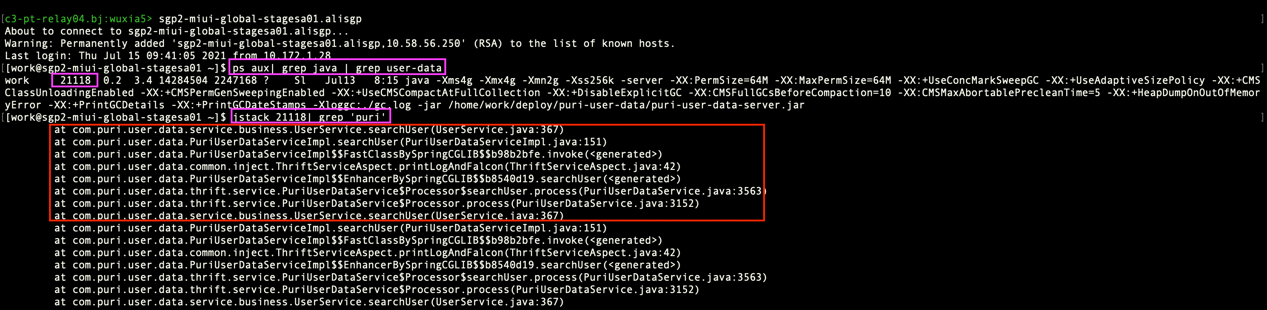 [c3-pt-relay04.bj:wuxia5> sgp2-miui-global-stagesa01.alisgp ]
About to connect to sgp2-miui-global-stagesa01.alisgp...
Warning: Permanently added 'sgp2-miui-global-stagesa01.alisgp,10.58.56.250' (RSA) to the list of known hosts.
Last login: Thu Jul 15 09:41:05 2021 from 10.172.1.28
[[work@sgp2-miui-global-stagesa01 ~]$ ps aux| grep java | grep user-data ]
work 21118 0.2 3.4 14284504 2247168 ? Sl Jul13 8:15 java -Xms4g -Xmx4g -Xmn2g -Xss256k -server -XX:PermSize=64M -XX:MaxPermSize=64M -XX:+UseConcMarkSweepGC -XX:+UseAdaptiveSizePolicy -XX:+CMS
ClassUnloadingEnabled -XX:+CMSPermGenSweepingEnabled -XX:+UseCMSCompactAtFullCollection -XX:+DisableExplicitGC -XX:CMSFullGCsBeforeCompaction=10 -XX:CMSMaxAbortablePrecleanTime=5 -XX:+HeapDumpOnOutOfMemor
yError -XX:+PrintGCDetails -XX:+PrintGCDateStamps -Xloggc:./gc.log -jar /home/work/deploy/puri-user-data/puri-user-data-server.jar
[[work@sgp2-miui-global-stagesa01 ~]$ jstack 21118| grep 'puri' ]
at com.puri.user.data.service.business.UserService.searchUser(UserService.java:367)
at com.puri.user.data.PuriUserDataServiceImpl.searchUser(PuriUserDataServiceImpl.java:151)
at com.puri.user.data.PuriUserDataServiceImpl$$FastClassBySpringCGLIB$$b98b2bfe.invoke(<generated>)
at com.puri.user.data.common.inject.ThriftServiceAspect.printLogAndFalcon(ThriftServiceAspect.java:42)
at com.puri.user.data.PuriUserDataServiceImpl$$EnhancerBySpringCGLIB$$b8540d19.searchUser(<generated>)
at com.puri.user.data.thrift.service.PuriUserDataService$Processor$searchUser.process(PuriUserDataService.java:3563)
at com.puri.user.data.thrift.service.PuriUserDataService$Processor.process(PuriUserDataService.java:3152)
at com.puri.user.data.service.business.UserService.searchUser(UserService.java:367)
at com.puri.user.data.PuriUserDataServiceImpl.searchUser(PuriUserDataServiceImpl.java:151)
at com.puri.user.data.PuriUserDataServiceImpl$$FastClassBySpringCGLIB$$b98b2bfe.invoke(<generated>)
at com.puri.user.data.common.inject.ThriftServiceAspect.printLogAndFalcon(ThriftServiceAspect.java:42)
at com.puri.user.data.PuriUserDataServiceImpl$$EnhancerBySpringCGLIB$$b8540d19.searchUser(<generated>)
at com.puri.user.data.thrift.service.PuriUserDataService$Processor$searchUser.process(PuriUserDataService.java:3563)
at com.puri.user.data.thrift.service.PuriUserDataService$Processor.process(PuriUserDataService.java:3152)
at com.puri.user.data.service.business.UserService.searchUser(UserService.java:367)